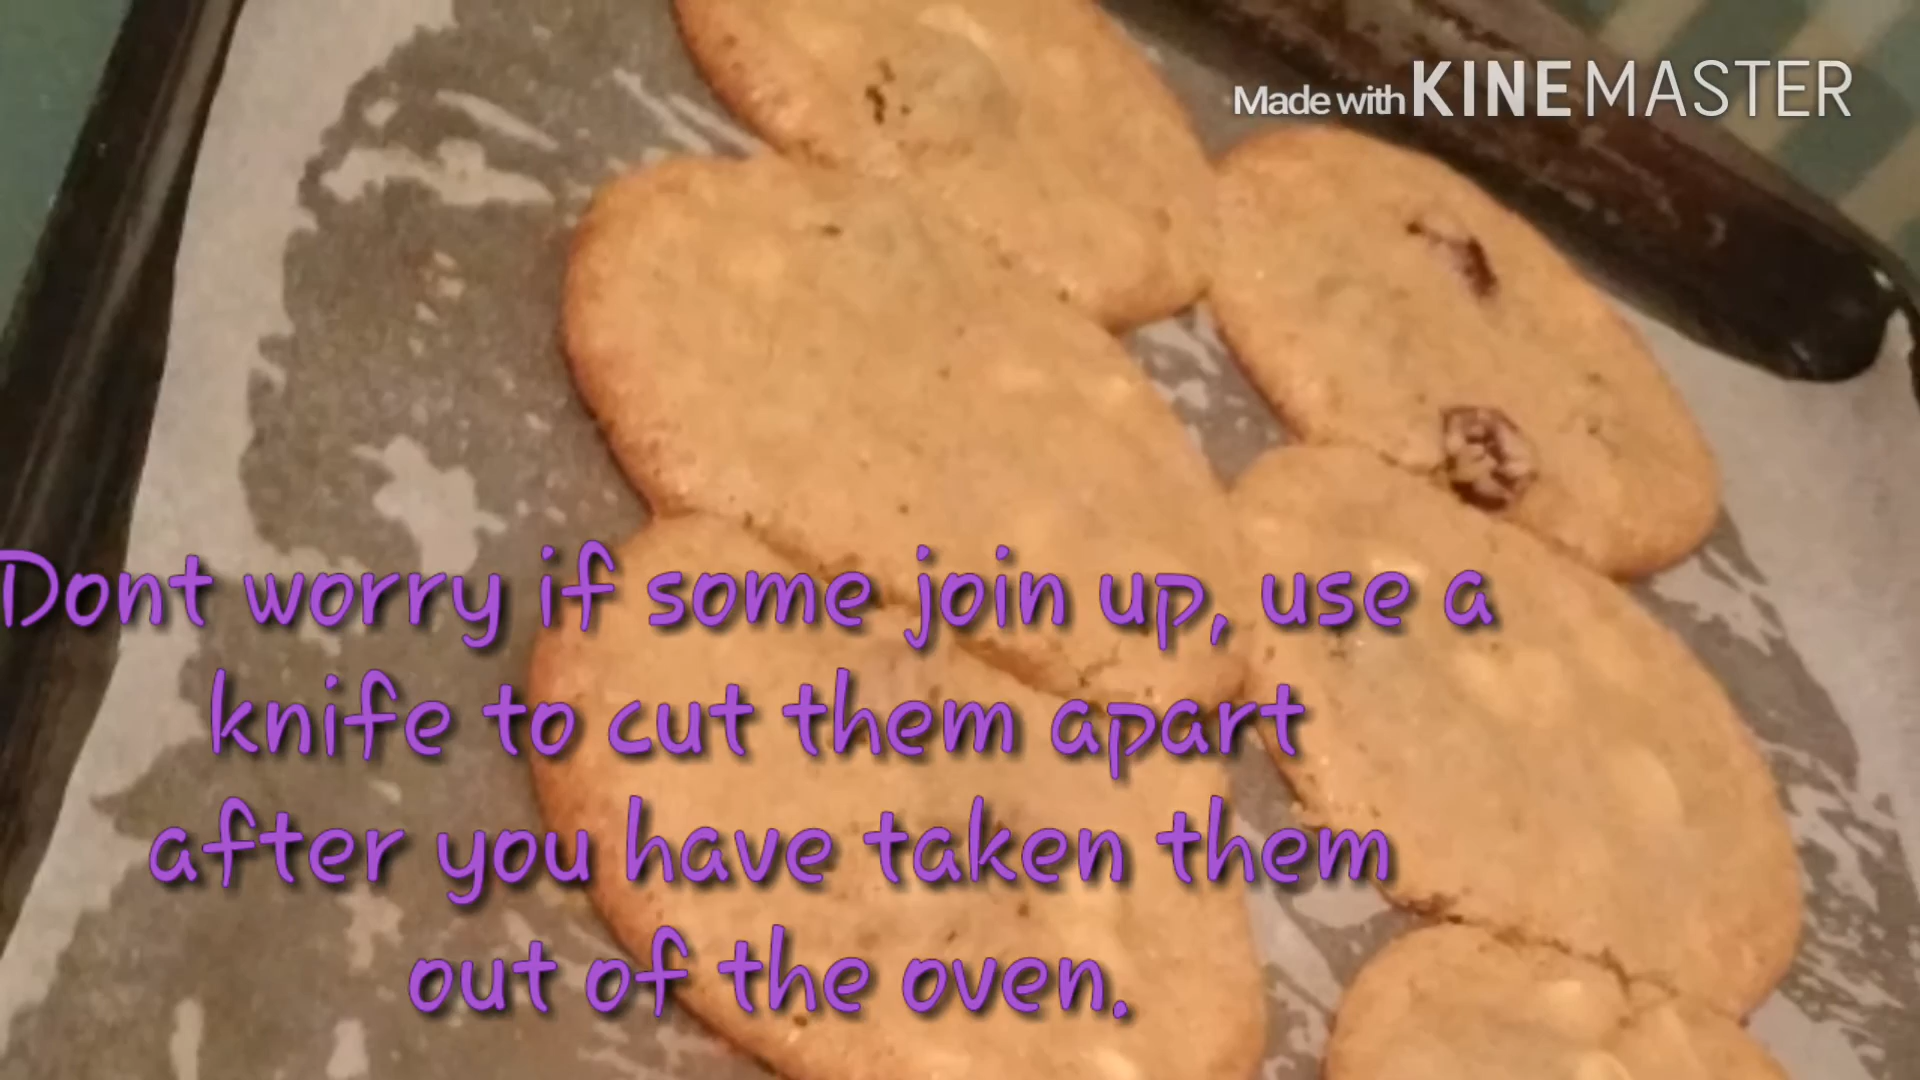 Made with KINEMASTER
Dont worry if some join up, use a
knife to cut them apart
after you have taken them
out of the oven.